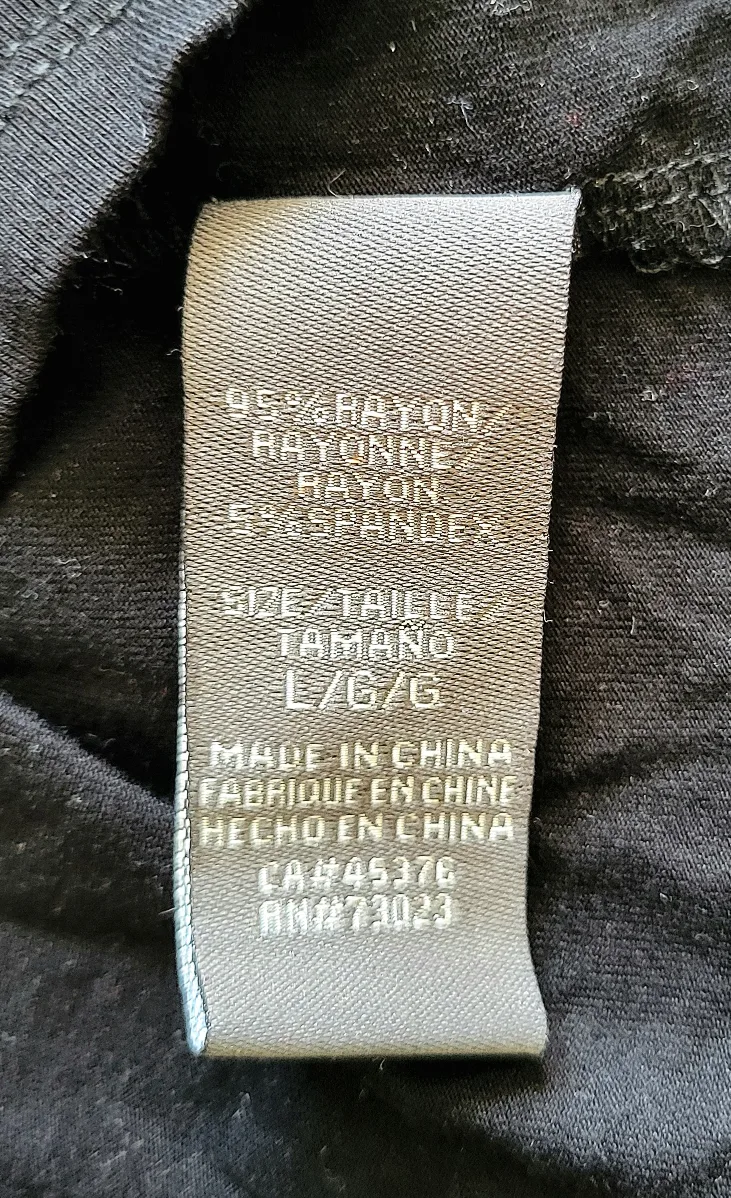 95%RAYON/
RAYONNE/
RAYON
5%SPANDEX
SIZE/TAILLE/
TAMAÑO
L/G/G
MADE IN CHINA
FABRIQUE EN CHINE
HECHO EN CHINA
CA#45376
RN#73023